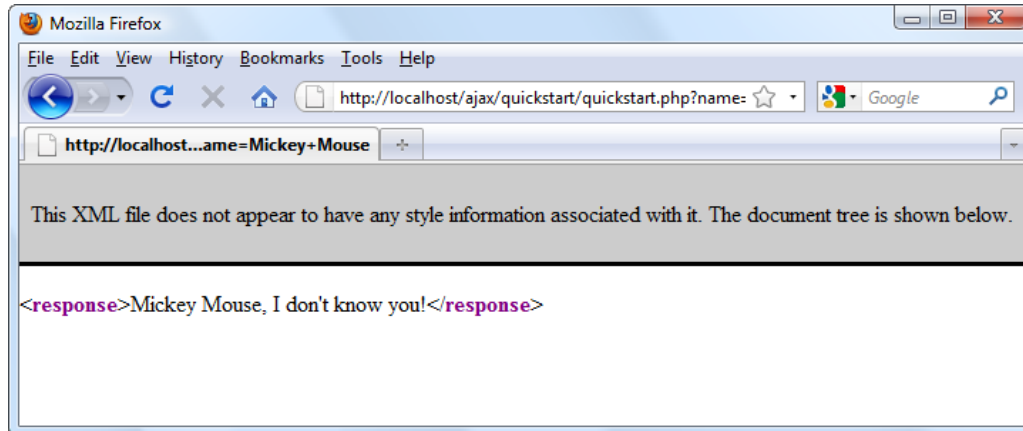 Mozilla Firefox
File Edit View History Bookmarks Tools Help
http://localhost/ajax/quickstart/quickstart.php?name= Google
http://localhost...ame=Mickey+Mouse
This XML file does not appear to have any style information associated with it. The document tree is shown below.
<response>Mickey Mouse, I don't know you!</response>